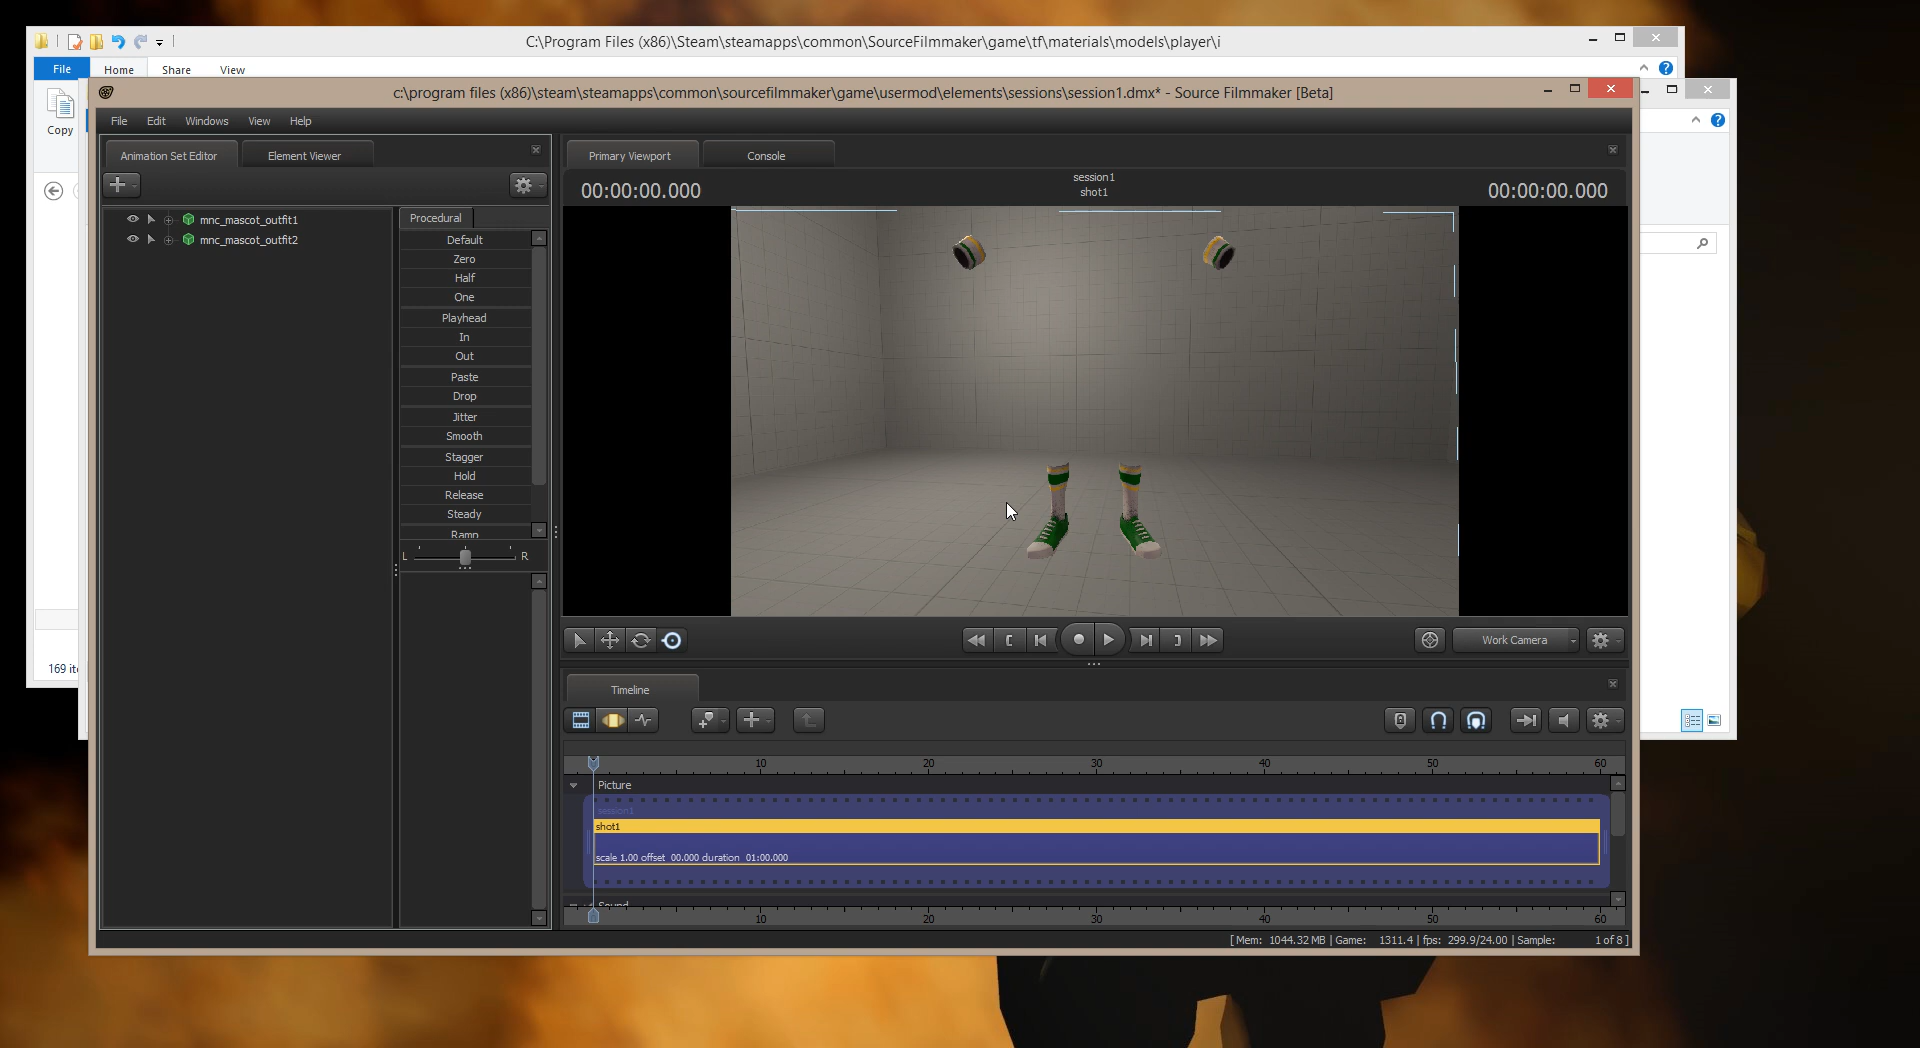 C:\Program Files (x86)\Steam\steamapps\common\SourceFilmmaker\game\tf\materials\models\player\i
File Home Share View
Copy
169 ite
c:\program files (x86)\steam\steamapps\common\sourcefilmmaker\game\usermod\elements\sessions\session1.dmx* - Source Filmmaker [Beta]
File Edit Windows View Help
Animation Set Editor Element Viewer
mnc_mascot_outfit1
mnc_mascot_outfit2
Procedural
Default
Zero
Half
One
Playhead
In
Out
Paste
Drop
Jitter
Smooth
Stagger
Hold
Release
Steady
Ramp
L R
Primary Viewport Console
00:00:00.000
session1
shot1
00:00:00.000
Work Camera
Timeline
10 20 30 40 50 60
Picture
session1
shot1
scale 1.00 offset 00.000 duration 01:00.000
Sound
10 20 30 40 50 60
[ Mem: 1044.32 MB | Game: 1311.4 | fps: 299.9/24.00 | Sample: 1 of 8 ]